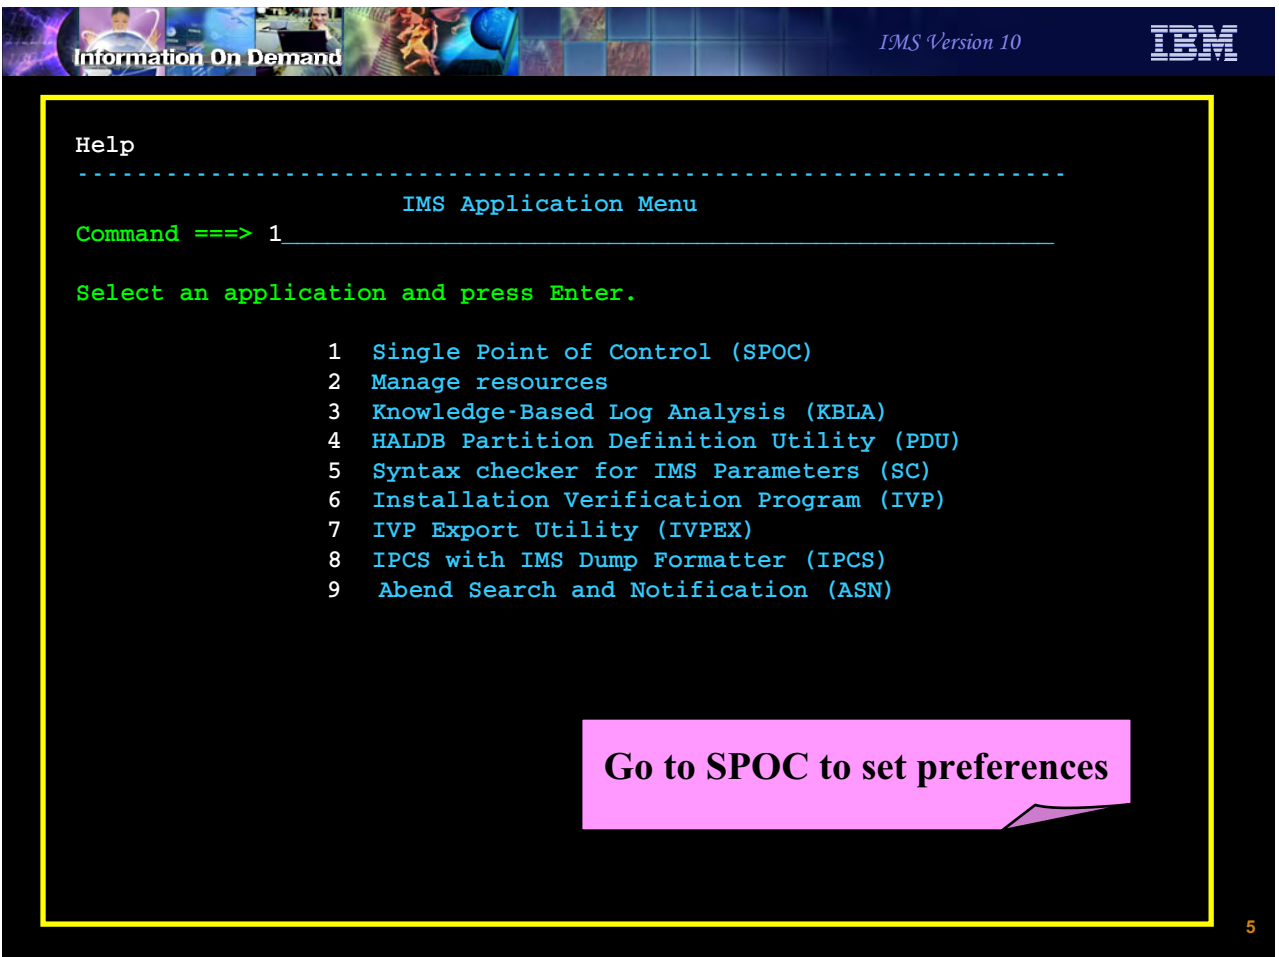 Information On Demand
IMS Version 10
IBM
Help
--------------------------------------------------------------------
IMS Application Menu
Command ===> 1____________________________________________________
Select an application and press Enter.
1 Single Point of Control (SPOC)
2 Manage resources
3 Knowledge-Based Log Analysis (KBLA)
4 HALDB Partition Definition Utility (PDU)
5 Syntax checker for IMS Parameters (SC)
6 Installation Verification Program (IVP)
7 IVP Export Utility (IVPEX)
8 IPCS with IMS Dump Formatter (IPCS)
9 Abend Search and Notification (ASN)
Go to SPOC to set preferences
5